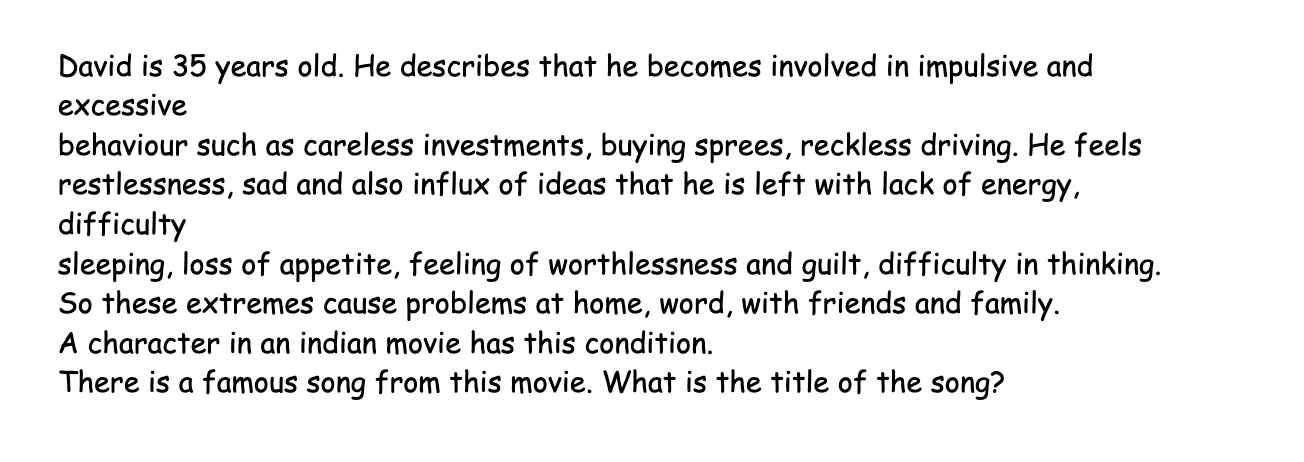 David is 35 years old. He describes that he becomes involved in impulsive and
excessive
behaviour such as careless investments, buying sprees, reckless driving. He feels
restlessness, sad and also influx of ideas that he is left with lack of energy,
difficulty
sleeping, loss of appetite, feeling of worthlessness and guilt, difficulty in thinking.
So these extremes cause problems at home, word, with friends and family.
A character in an indian movie has this condition.
There is a famous song from this movie. What is the title of the song?